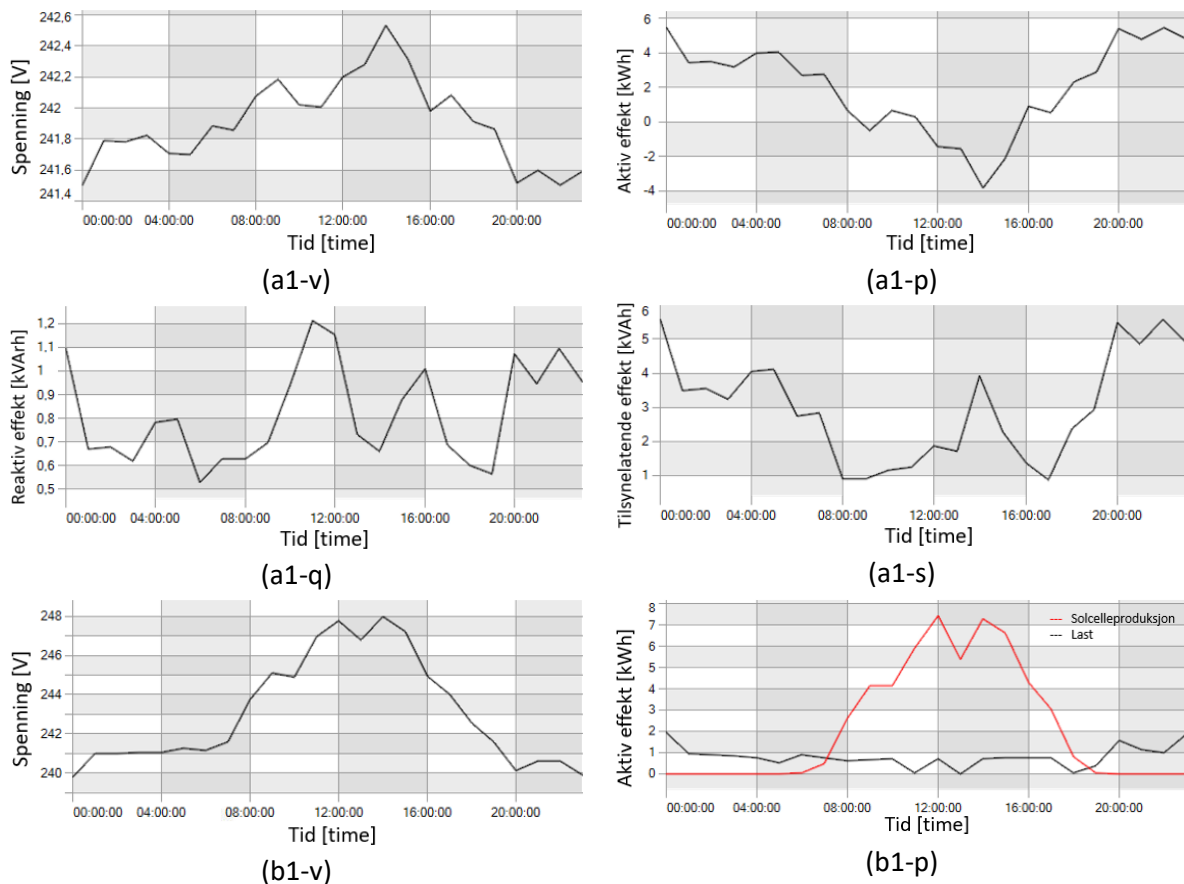 Spenning [V]
242,6
242,4
242,2
242
241,8
241,6
241,4
00:00:00 04:00:00 08:00:00 12:00:00 16:00:00 20:00:00
Tid [time]
(a1-v)
Aktiv effekt [kWh]
6
4
2
0
-2
-4
00:00:00 04:00:00 08:00:00 12:00:00 16:00:00 20:00:00
Tid [time]
(a1-p)
Reaktiv effekt [kVArh]
1,2
1,1
1
0,9
0,8
0,7
0,6
0,5
00:00:00 04:00:00 08:00:00 12:00:00 16:00:00 20:00:00
Tid [time]
(a1-q)
Tilsynelatende effekt [kVAh]
6
5
4
3
2
1
00:00:00 04:00:00 08:00:00 12:00:00 16:00:00 20:00:00
Tid [time]
(a1-s)
Spenning [V]
248
246
244
242
240
00:00:00 04:00:00 08:00:00 12:00:00 16:00:00 20:00:00
Tid [time]
(b1-v)
Aktiv effekt [kWh]
8
7
6
5
4
3
2
1
0
Solcelleproduksjon
Last
00:00:00 04:00:00 08:00:00 12:00:00 16:00:00 20:00:00
Tid [time]
(b1-p)